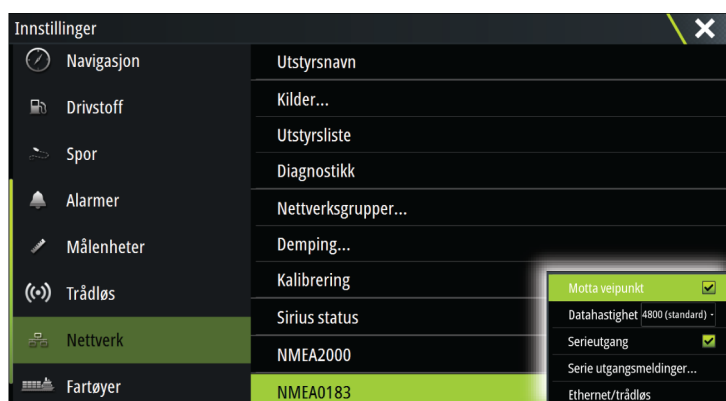 Innstillinger
Navigasjon
Drivstoff
Spor
Alarmer
Målenheter
Trådløs
Nettverk
Fartøyer
Utstyrsnavn
Kilder...
Utstyrsliste
Diagnostikk
Nettverksgrupper...
Demping...
Kalibrering
Sirius status
NMEA2000
NMEA0183
Motta veipunkt
Datahastighet 4800 (standard)
Serieutgang
Serie utgangsmeldinger...
Ethernet/trådløs